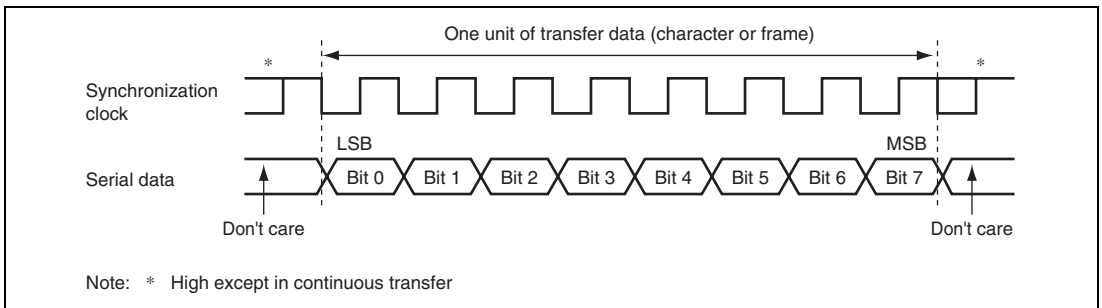 One unit of transfer data (character or frame)
* *
Synchronization
clock
LSB MSB
Serial data Bit 0 Bit 1 Bit 2 Bit 3 Bit 4 Bit 5 Bit 6 Bit 7
Don't care Don't care
Note: * High except in continuous transfer